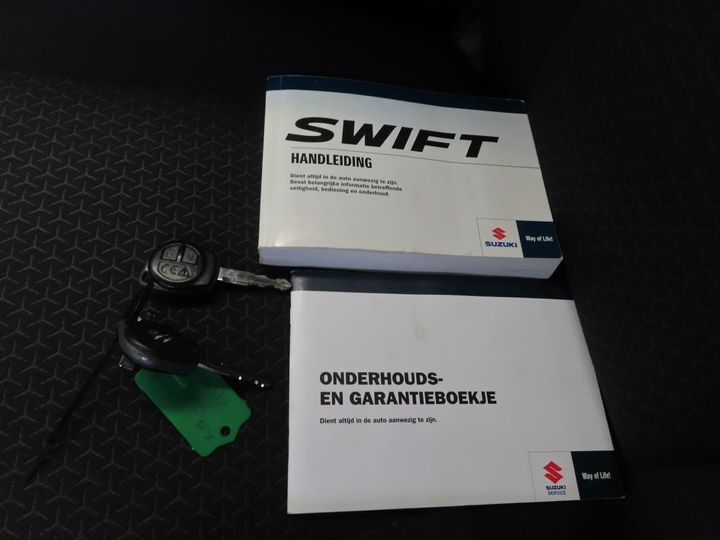 SWIFT
HANDLEIDING
Dient altijd in de auto aanwezig te zijn.
Bevat belangrijke informatie betreffende
veiligheid, bediening en onderhoud.
SUZUKI
Way of Life!
ONDERHOUDS-
EN GARANTIEBOEKJE
Dient altijd in de auto aanwezig te zijn.
SUZUKI
SERVICE
Way of Life!